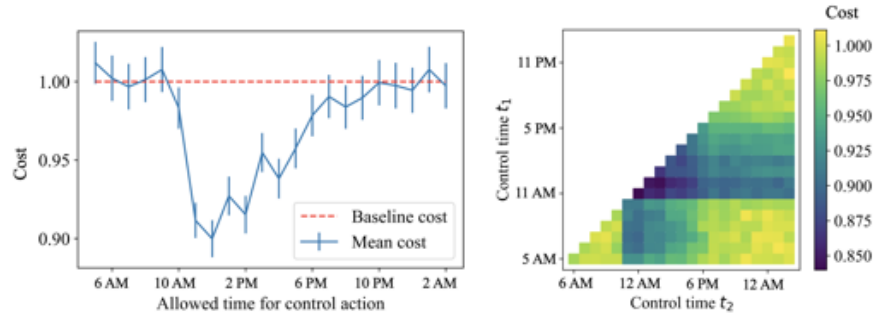 Cost
1.00
0.95
0.90
Baseline cost
Mean cost
6 AM 10 AM 2 PM 6 PM 10 PM 2 AM
Allowed time for control action
Control time t₁
11 PM
5 PM
11 AM
5 AM
6 AM 12 AM 6 PM 12 AM
Control time t₂
Cost
1.000
0.975
0.950
0.925
0.900
0.875
0.850